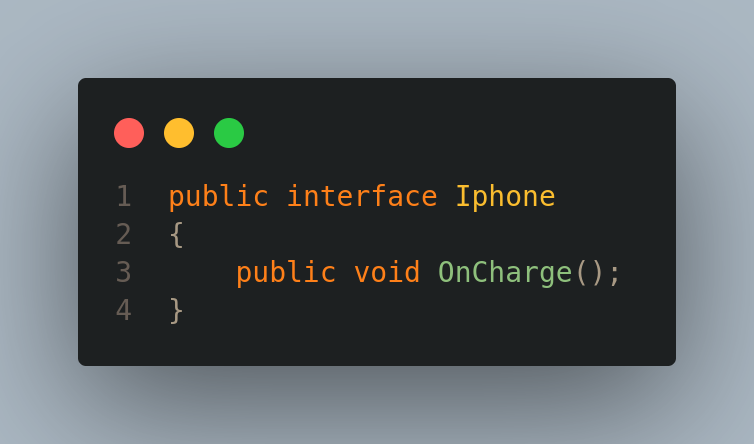 1 public interface Iphone
2 {
3     public void OnCharge();
4 }